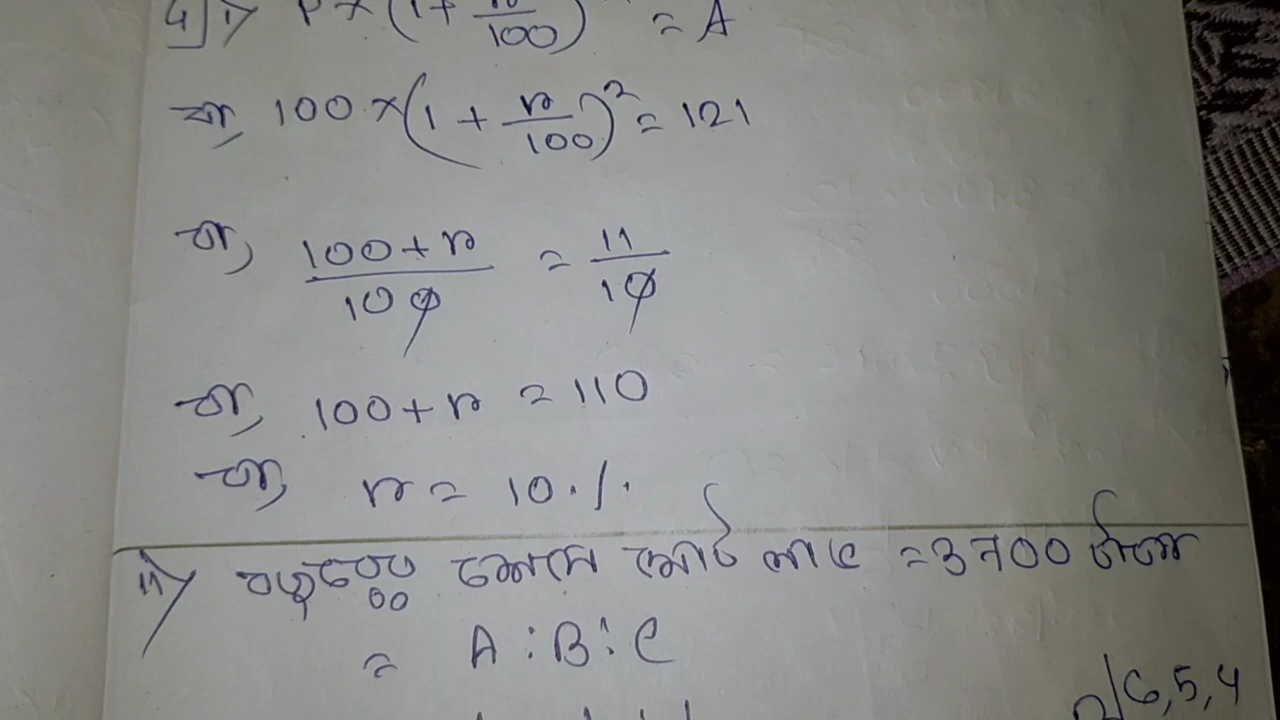 4] i) P × (1 + r/100) = A
বা, 100 × (1 + r/100)² = 121
বা, (100 + r)/100 = 11/10
বা, 100 + r = 110
বা, r = 10 %
ii) বছরের শেষে মোট লাভ = 3700 টাকা
= A : B : C
2|6, 5, 4